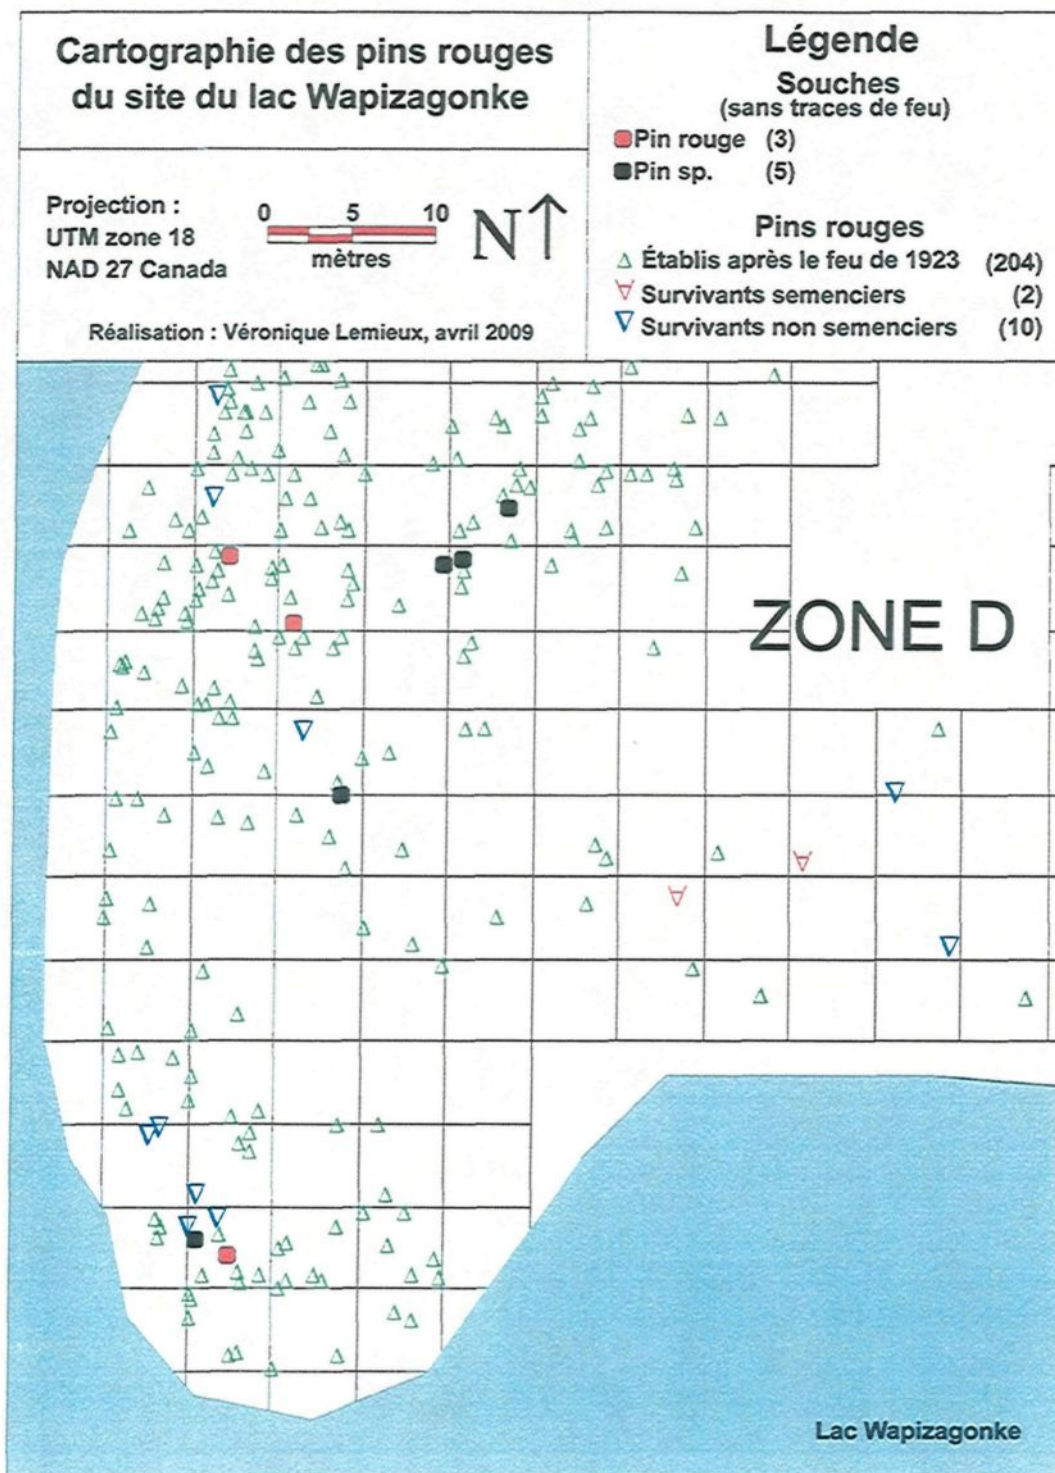 Cartographie des pins rouges
du site du lac Wapizagonke
Projection :
UTM zone 18
NAD 27 Canada
0 5 10
mètres
N
Réalisation : Véronique Lemieux, avril 2009
Légende
Souches
(sans traces de feu)
Pin rouge (3)
Pin sp. (5)
Pins rouges
Établis après le feu de 1923 (204)
Survivants semenciers (2)
Survivants non semenciers (10)
ZONE D
Lac Wapizagonke